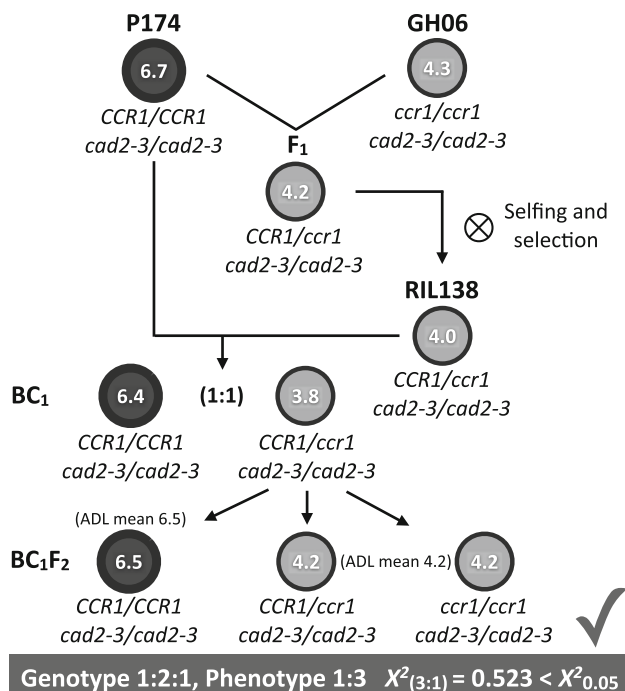 P174
GH06
6.7
4.3
CCR1/CCR1
cad2-3/cad2-3
ccr1/ccr1
cad2-3/cad2-3
F1
4.2
CCR1/ccr1
cad2-3/cad2-3
Selfing and
selection
RIL138
4.0
CCR1/ccr1
cad2-3/cad2-3
BC1
6.4
(1:1)
3.8
CCR1/CCR1
cad2-3/cad2-3
CCR1/ccr1
cad2-3/cad2-3
(ADL mean 6.5)
BC1F2
6.5
4.2
(ADL mean 4.2)
4.2
CCR1/CCR1
cad2-3/cad2-3
CCR1/ccr1
cad2-3/cad2-3
ccr1/ccr1
cad2-3/cad2-3
Genotype 1:2:1, Phenotype 1:3 X²(3:1) = 0.523 < X²0.05